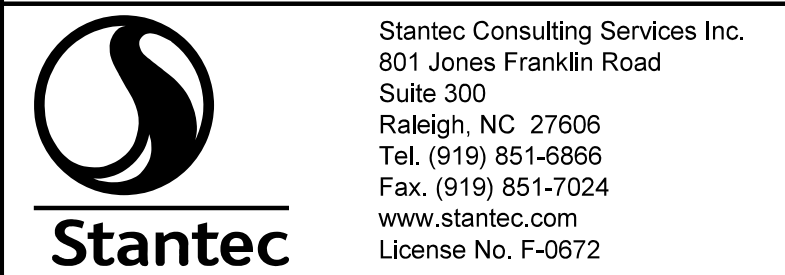 Stantec
Stantec Consulting Services Inc.
801 Jones Franklin Road
Suite 300
Raleigh, NC  27606
Tel. (919) 851-6866
Fax. (919) 851-7024
www.stantec.com
License No. F-0672